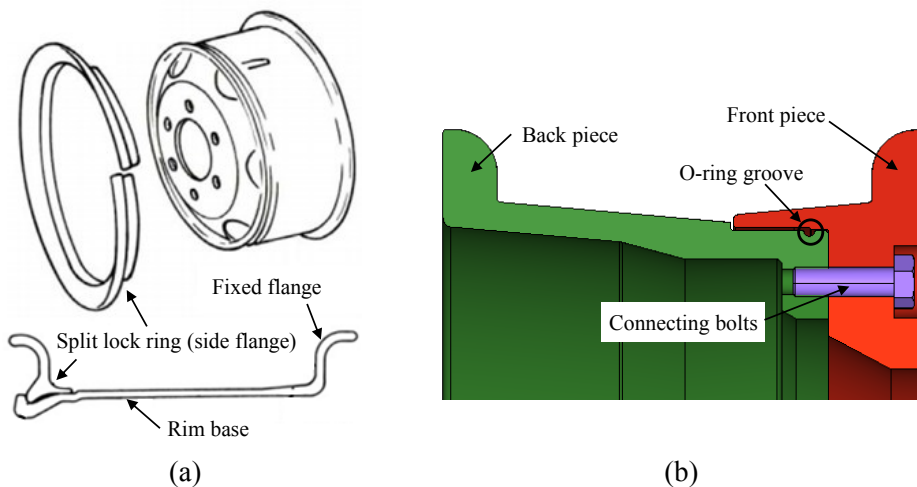 Fixed flange
Split lock ring (side flange)
Rim base
(a)
Back piece
Front piece
O-ring groove
Connecting bolts
(b)